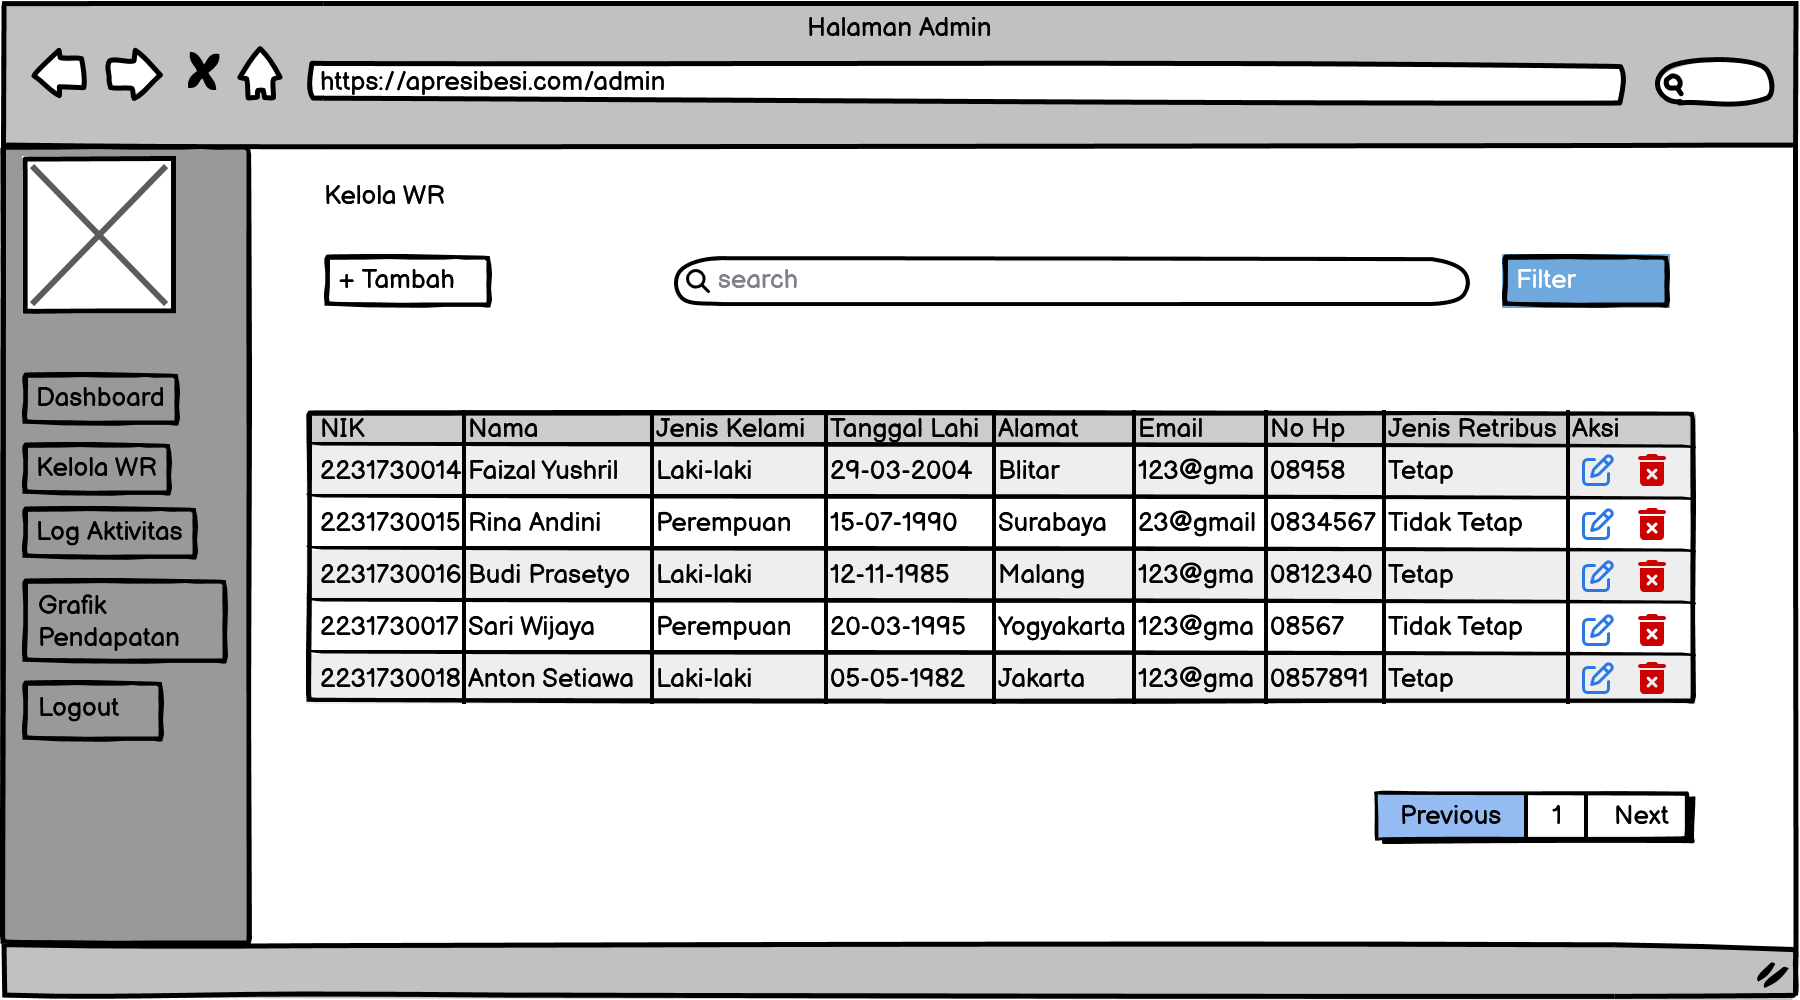 Halaman Admin
https://apresibesi.com/admin
Kelola WR
+ Tambah
search
Filter
Dashboard
Kelola WR
Log Aktivitas
Grafik
Pendapatan
Logout
NIK Nama Jenis Kelami Tanggal Lahi Alamat Email No Hp Jenis Retribus Aksi
2231730014 Faizal Yushril Laki-laki 29-03-2004 Blitar 123@gma 08958 Tetap
2231730015 Rina Andini Perempuan 15-07-1990 Surabaya 23@gmail 0834567 Tidak Tetap
2231730016 Budi Prasetyo Laki-laki 12-11-1985 Malang 123@gma 0812340 Tetap
2231730017 Sari Wijaya Perempuan 20-03-1995 Yogyakarta 123@gma 08567 Tidak Tetap
2231730018 Anton Setiawa Laki-laki 05-05-1982 Jakarta 123@gma 0857891 Tetap
Previous 1 Next